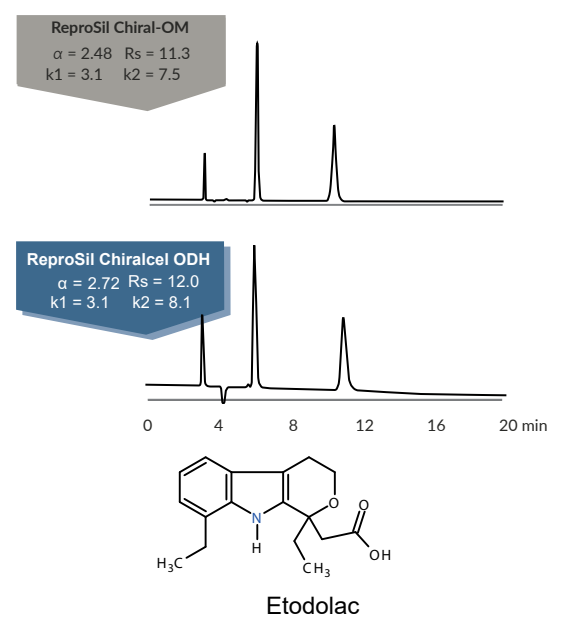 ReproSil Chiral-OM
α = 2.48 Rs = 11.3
k1 = 3.1 k2 = 7.5
ReproSil Chiralcel ODH
α = 2.72 Rs = 12.0
k1 = 3.1 k2 = 8.1
0 4 8 12 16 20 min
O
O
N
H
OH
H₃C
CH₃
Etodolac